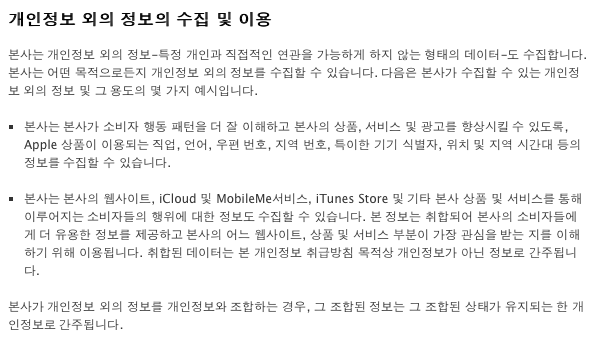 개인정보 외의 정보의 수집 및 이용
본사는 개인정보 외의 정보-특정 개인과 직접적인 연관을 가능하게 하지 않는 형태의 데이터-도 수집합니다.
본사는 어떤 목적으로든지 개인정보 외의 정보를 수집할 수 있습니다. 다음은 본사가 수집할 수 있는 개인정
보 외의 정보 및 그 용도의 몇 가지 예시입니다.
▪ 본사는 본사가 소비자 행동 패턴을 더 잘 이해하고 본사의 상품, 서비스 및 광고를 향상시킬 수 있도록,
Apple 상품이 이용되는 직업, 언어, 우편 번호, 지역 번호, 특이한 기기 식별자, 위치 및 지역 시간대 등의
정보를 수집할 수 있습니다.
▪ 본사는 본사의 웹사이트, iCloud 및 MobileMe서비스, iTunes Store 및 기타 본사 상품 및 서비스를 통해
이루어지는 소비자들의 행위에 대한 정보도 수집할 수 있습니다. 본 정보는 취합되어 본사의 소비자들에
게 더 유용한 정보를 제공하고 본사의 어느 웹사이트, 상품 및 서비스 부분이 가장 관심을 받는 지를 이해
하기 위해 이용됩니다. 취합된 데이터는 본 개인정보 취급방침 목적상 개인정보가 아닌 정보로 간주됩니
다.
본사가 개인정보 외의 정보를 개인정보와 조합하는 경우, 그 조합된 정보는 그 조합된 상태가 유지되는 한 개
인정보로 간주됩니다.